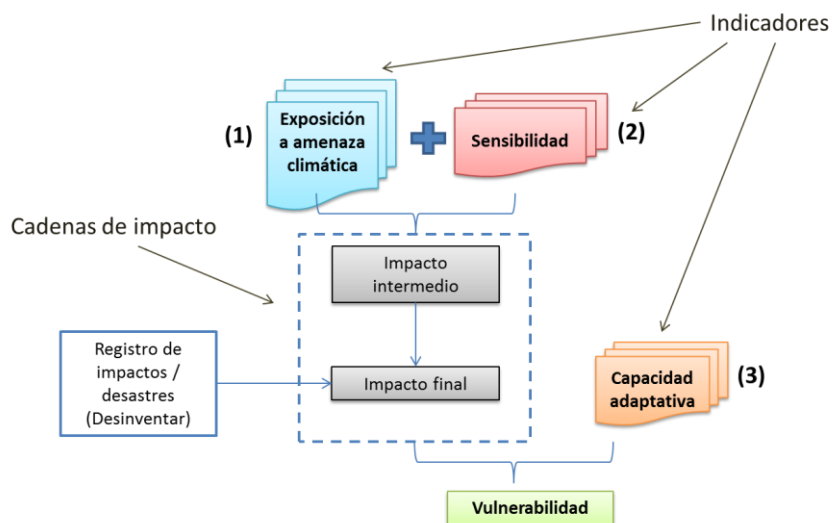 Indicadores
(1)
Exposición
a amenaza
climática
Sensibilidad
(2)
Cadenas de impacto
Impacto
intermedio
Registro de
impactos /
desastres
(Desinventar)
Impacto final
Capacidad
adaptativa
(3)
Vulnerabilidad